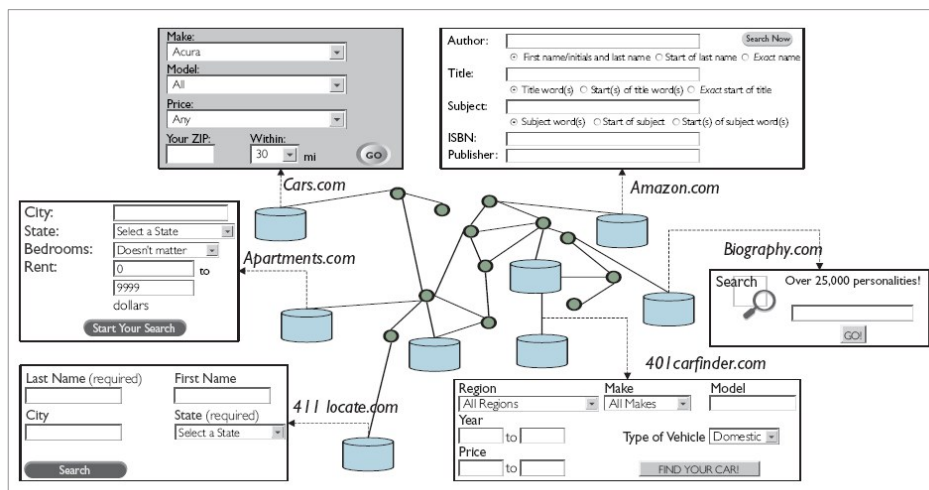 Make:
Acura
Model:
All
Price:
Any
Your ZIP: Within:
30 mi GO
Cars.com
Author: Search Now
First name/initials and last name Start of last name Exact name
Title:
Title word(s) Start(s) of title word(s) Exact start of title
Subject:
Subject word(s) Start of subject Start(s) of subject word(s)
ISBN:
Publisher:
Amazon.com
City:
State: Select a State
Bedrooms: Doesn't matter
Rent: 0 to
9999
dollars
Start Your Search
Apartments.com
Biography.com
Search Over 25,000 personalities!
GO!
Last Name (required) First Name
City State (required)
Select a State
Search
411 locate.com
401carfinder.com
Region Make Model
All Regions All Makes
Year
to Type of Vehicle Domestic
Price
to FIND YOUR CAR!